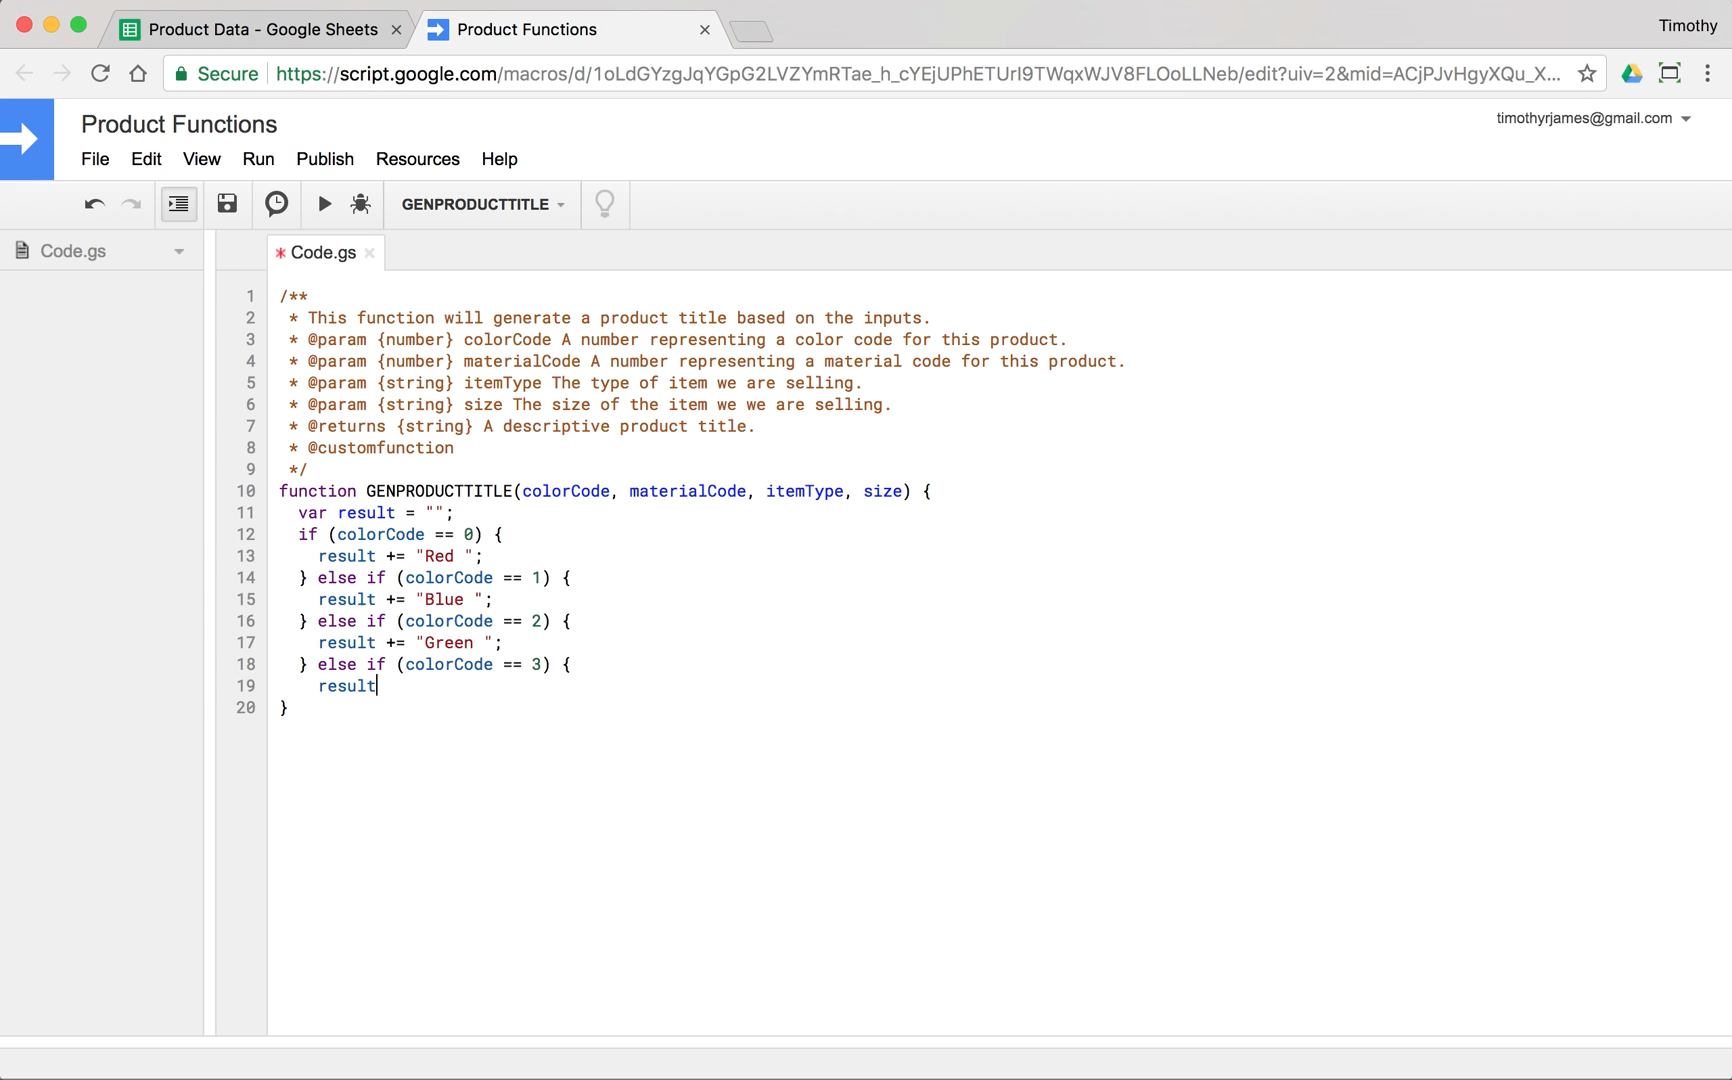 Product Data - Google Sheets
Product Functions
Timothy
Secure
https://script.google.com/macros/d/1oLdGYzgJqYGpG2LVZYmRTae_h_cYEjUPhETUrI9TWqxWJV8FLOoLLNeb/edit?uiv=2&mid=ACjPJvHgyXQu_X...
Product Functions
timothyrjames@gmail.com
File Edit View Run Publish Resources Help
GENPRODUCTTITLE
Code.gs
* Code.gs
1 /**
2 * This function will generate a product title based on the inputs.
3 * @param {number} colorCode A number representing a color code for this product.
4 * @param {number} materialCode A number representing a material code for this product.
5 * @param {string} itemType The type of item we are selling.
6 * @param {string} size The size of the item we we are selling.
7 * @returns {string} A descriptive product title.
8 * @customfunction
9 */
10 function GENPRODUCTTITLE(colorCode, materialCode, itemType, size) {
11 var result = "";
12 if (colorCode == 0) {
13 result += "Red ";
14 } else if (colorCode == 1) {
15 result += "Blue ";
16 } else if (colorCode == 2) {
17 result += "Green ";
18 } else if (colorCode == 3) {
19 result
20 }